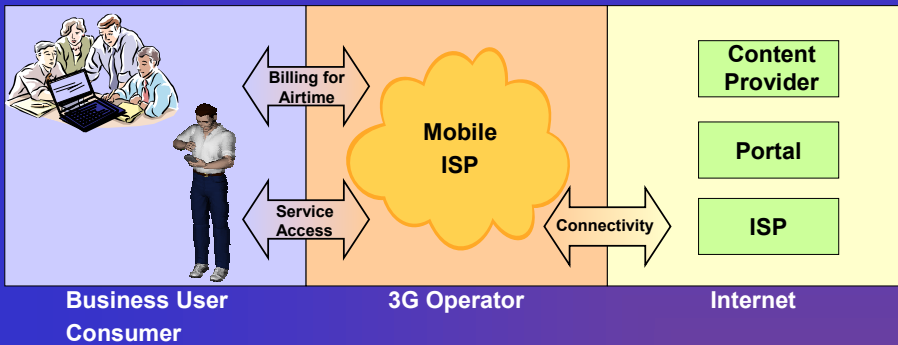 Billing for
Airtime
Service
Access
Mobile
ISP
Connectivity
Content
Provider
Portal
ISP
Business User
Consumer
3G Operator
Internet